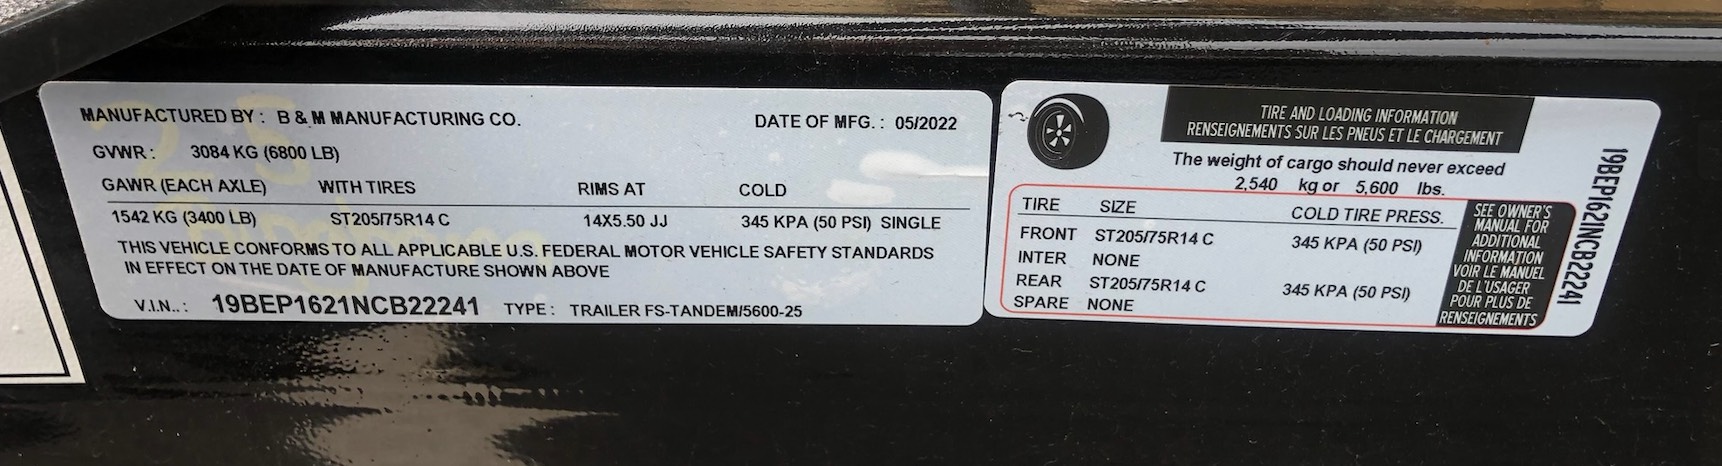 MANUFACTURED BY : B & M MANUFACTURING CO. DATE OF MFG. : 05/2022
GVWR : 3084 KG (6800 LB)
GAWR (EACH AXLE) WITH TIRES RIMS AT COLD
1542 KG (3400 LB) ST205/75R14 C 14X5.50 JJ 345 KPA (50 PSI) SINGLE
THIS VEHICLE CONFORMS TO ALL APPLICABLE U.S. FEDERAL MOTOR VEHICLE SAFETY STANDARDS
IN EFFECT ON THE DATE OF MANUFACTURE SHOWN ABOVE
V.I.N.. : 19BEP1621NCB22241 TYPE : TRAILER FS-TANDEM/5600-25
TIRE AND LOADING INFORMATION
RENSEIGNEMENTS SUR LES PNEUS ET LE CHARGEMENT
The weight of cargo should never exceed
2,540 kg or 5,600 lbs.
TIRE SIZE COLD TIRE PRESS.
FRONT ST205/75R14 C 345 KPA (50 PSI)
INTER NONE
REAR ST205/75R14 C 345 KPA (50 PSI)
SPARE NONE
SEE OWNER'S
MANUAL FOR
ADDITIONAL
INFORMATION
VOIR LE MANUEL
DE L'USAGER
POUR PLUS DE
RENSEIGNEMENTS
19BEP1621NCB22241